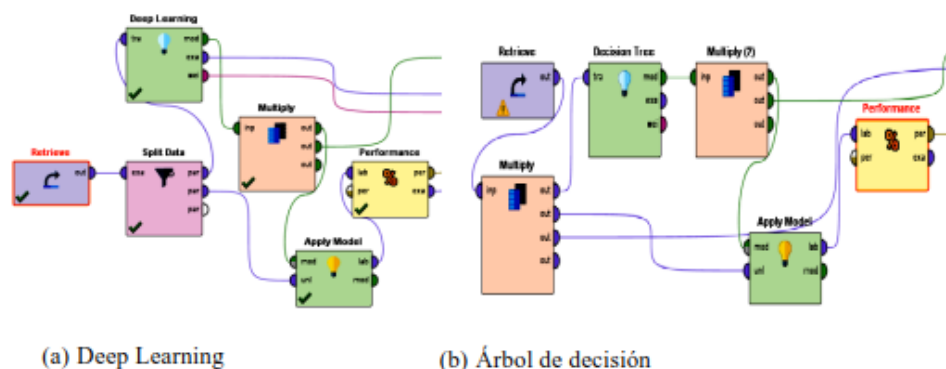 Deep Learning
tra
mod
exa
wei
Multiply
inp
out
out
out
Retrieve
out
Split Data
exa
par
par
par
Performance
lab
per
per
exa
Apply Model
mod
unl
lab
mod
(a) Deep Learning
Retrieve
out
Decision Tree
tra
mod
exa
wei
Multiply (2)
inp
out
out
out
Performance
lab
per
per
exa
Multiply
inp
out
out
out
out
Apply Model
mod
unl
lab
mod
(b) Árbol de decisión